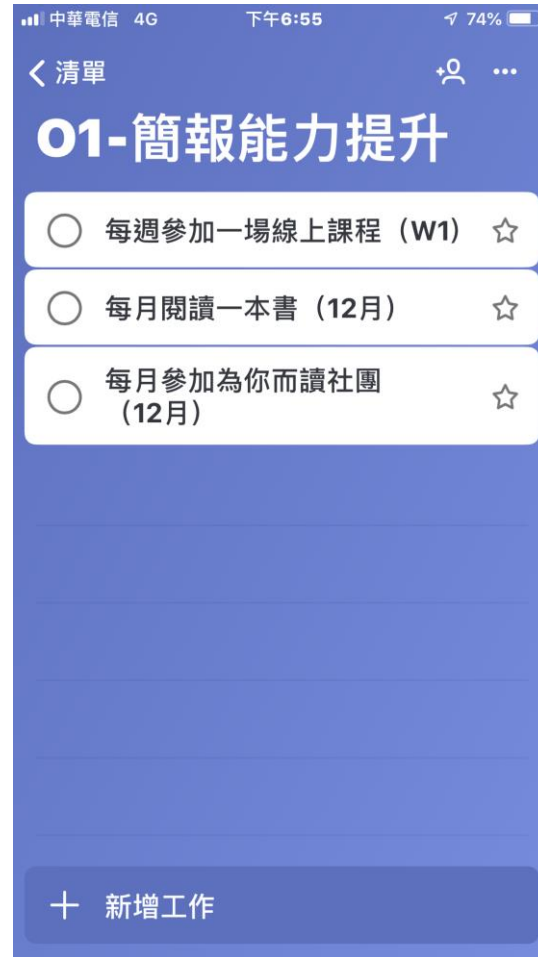 中華電信 4G 下午6:55 74%
清單
O1-簡報能力提升
每週參加一場線上課程（W1）
每月閱讀一本書（12月）
每月參加為你而讀社團
（12月）
新增工作